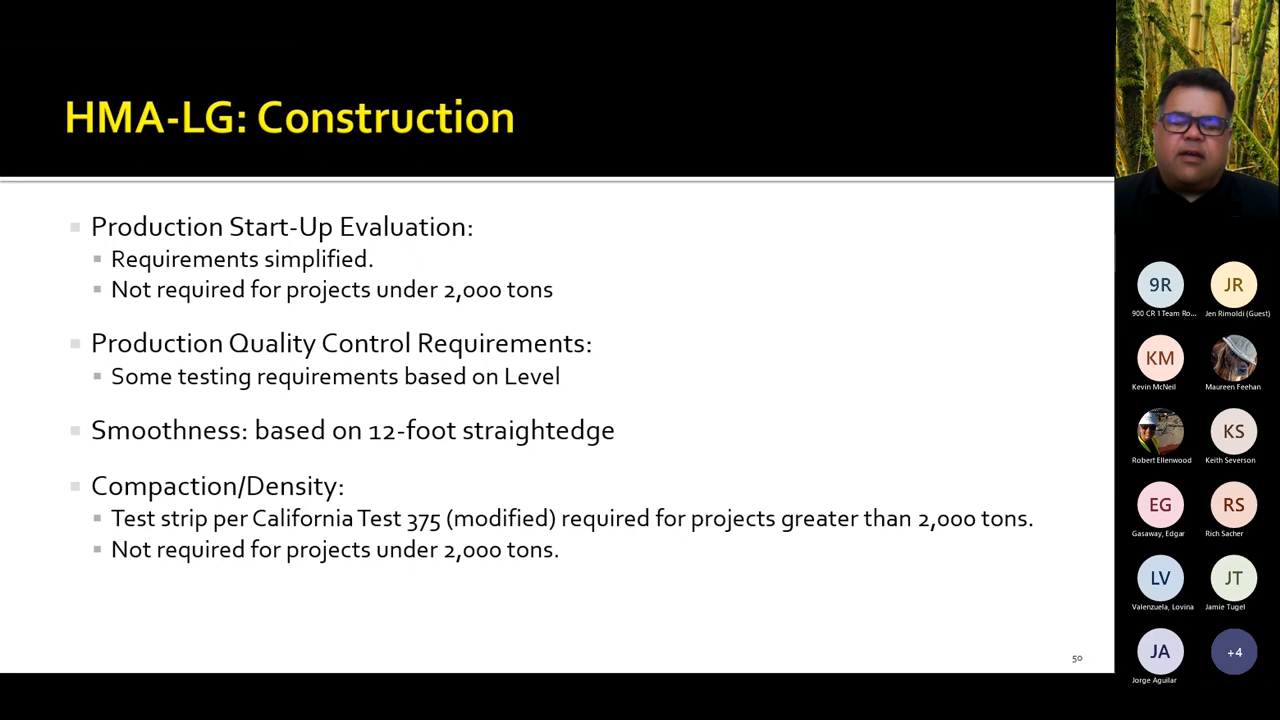 HMA-LG: Construction
Production Start-Up Evaluation:
Requirements simplified.
Not required for projects under 2,000 tons
Production Quality Control Requirements:
Some testing requirements based on Level
Smoothness: based on 12-foot straightedge
Compaction/Density:
Test strip per California Test 375 (modified) required for projects greater than 2,000 tons.
Not required for projects under 2,000 tons.
50
9R JR
900 CR 1 Team Ro... Jen Rimoldi (Guest)
KM
Kevin McNeil Maureen Feehan
KS
Robert Ellenwood Keith Severson
EG RS
Gasaway, Edgar Rich Sacher
LV JT
Valenzuela, Lovina Jamie Tugel
JA +4
Jorge Aguilar